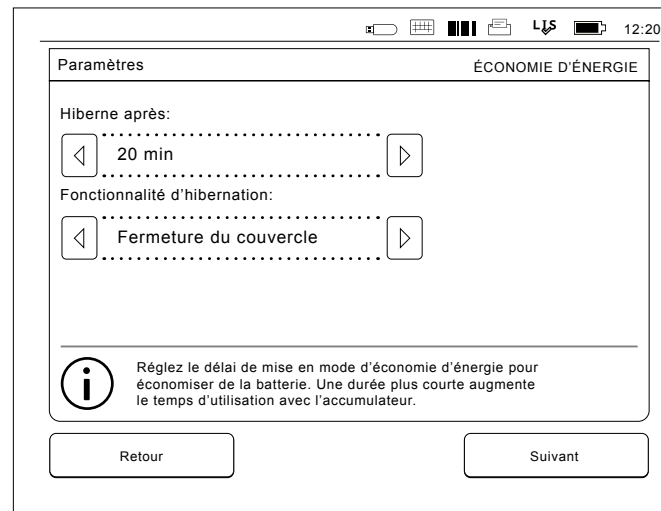 LIS 12:20
Paramètres ÉCONOMIE D'ÉNERGIE
Hiberne après:
20 min
Fonctionnalité d'hibernation:
Fermeture du couvercle
Réglez le délai de mise en mode d'économie d'énergie pour
économiser de la batterie. Une durée plus courte augmente
le temps d'utilisation avec l'accumulateur.
Retour Suivant